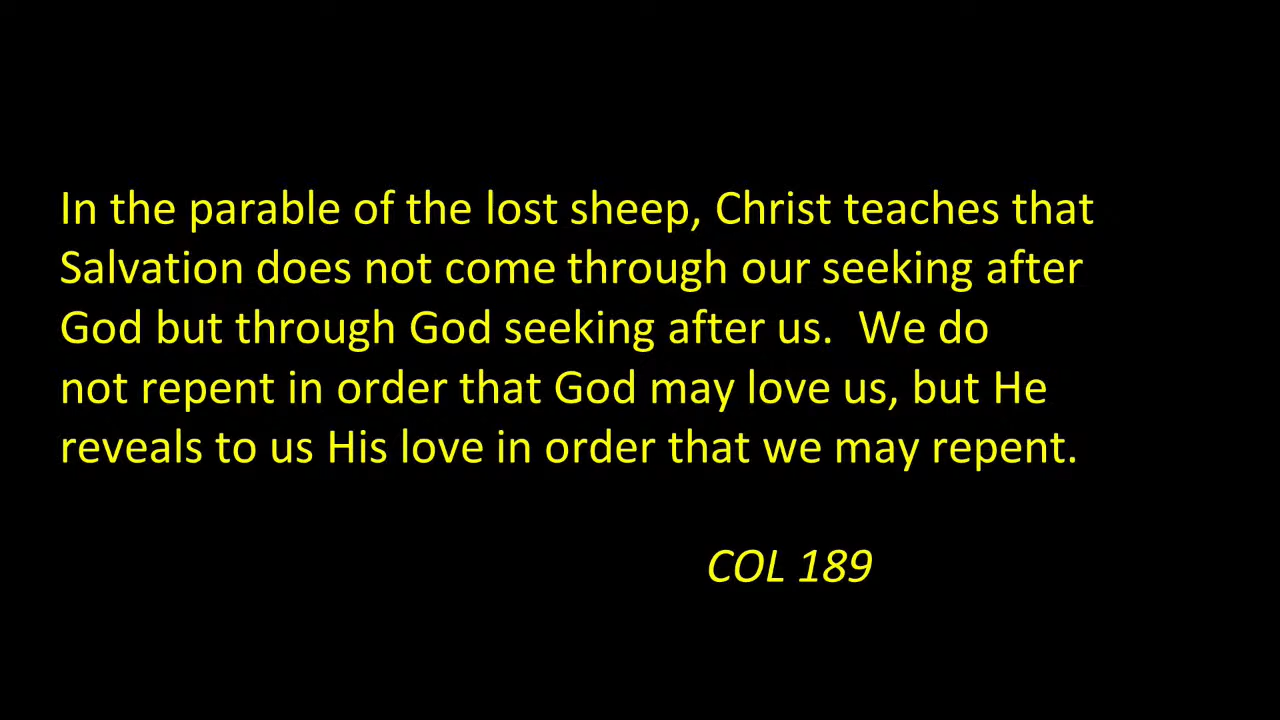 In the parable of the lost sheep, Christ teaches that
Salvation does not come through our seeking after
God but through God seeking after us.  We do
not repent in order that God may love us, but He
reveals to us His love in order that we may repent.
COL 189